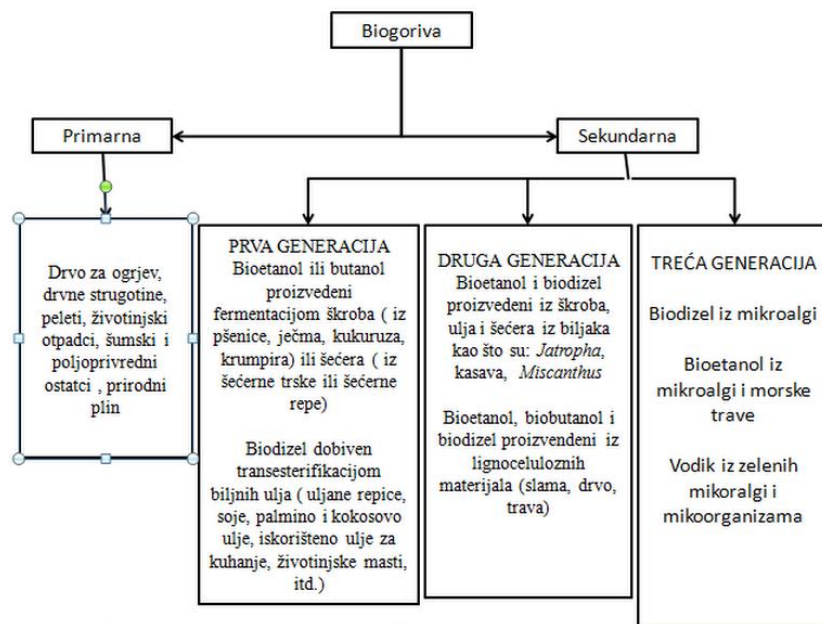 Biogoriva
Primarna
Sekundarna
Drvo za ogrjev,
drvne strugotine,
peleti, životinjski
otpadci, šumski i
poljoprivredni
ostatci , prirodni
plin
PRVA GENERACIJA
Bioetanol ili butanol
proizvedeni
fermentacijom škroba ( iz
pšenice, ječma, kukuruza,
krumpira) ili šećera ( iz
šećerne trske ili šećerne
repe)
Biodizel dobiven
transesterifikacijom
biljnih ulja ( uljane repice,
soje, palmino i kokosovo
ulje, iskorišteno ulje za
kuhanje, životinjske masti,
itd.)
DRUGA GENERACIJA
Bioetanol i biodizel
proizvedeni iz škroba,
ulja i šećera iz biljaka
kao što su: Jatropha,
kasava, Miscanthus
Bioetanol, biobutanol i
biodizel proizvendeni iz
lignoceluloznih
materijala (slama, drvo,
trava)
TREĆA GENERACIJA
Biodizel iz mikroalgi
Bioetanol iz
mikroalgi i morske
trave
Vodik iz zelenih
mikoralgi i
mikoorganizama